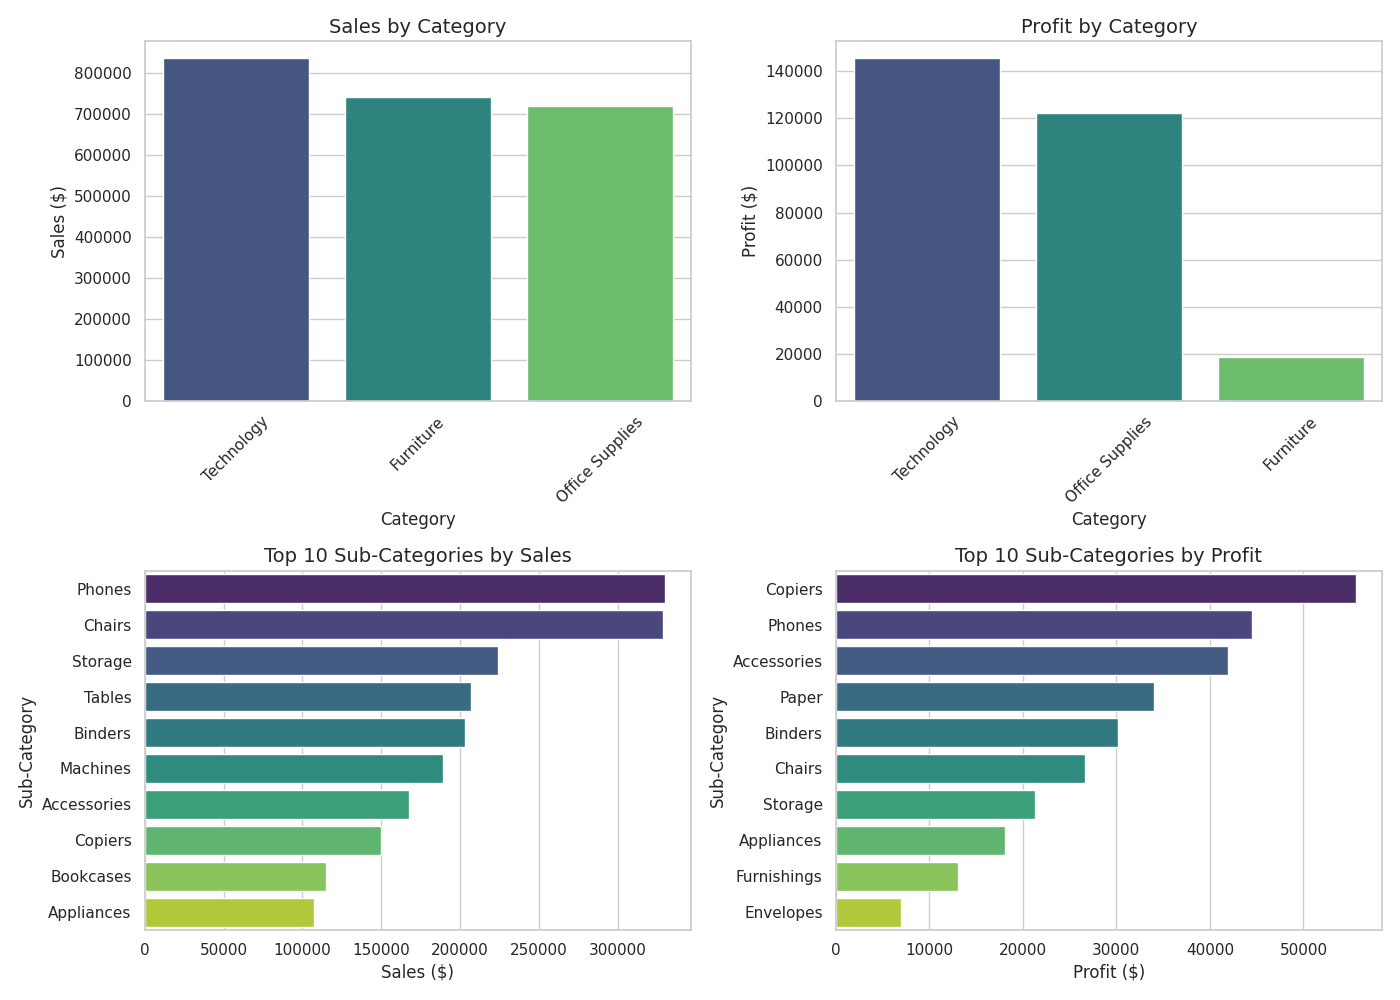 Sales by Category
Sales ($)
800000
700000
600000
500000
400000
300000
200000
100000
0
Technology
Furniture
Office Supplies
Category
Profit by Category
Profit ($)
140000
120000
100000
80000
60000
40000
20000
0
Technology
Office Supplies
Furniture
Category
Top 10 Sub-Categories by Sales
Sub-Category
Phones
Chairs
Storage
Tables
Binders
Machines
Accessories
Copiers
Bookcases
Appliances
0 50000 100000 150000 200000 250000 300000
Sales ($)
Top 10 Sub-Categories by Profit
Sub-Category
Copiers
Phones
Accessories
Paper
Binders
Chairs
Storage
Appliances
Furnishings
Envelopes
0 10000 20000 30000 40000 50000
Profit ($)